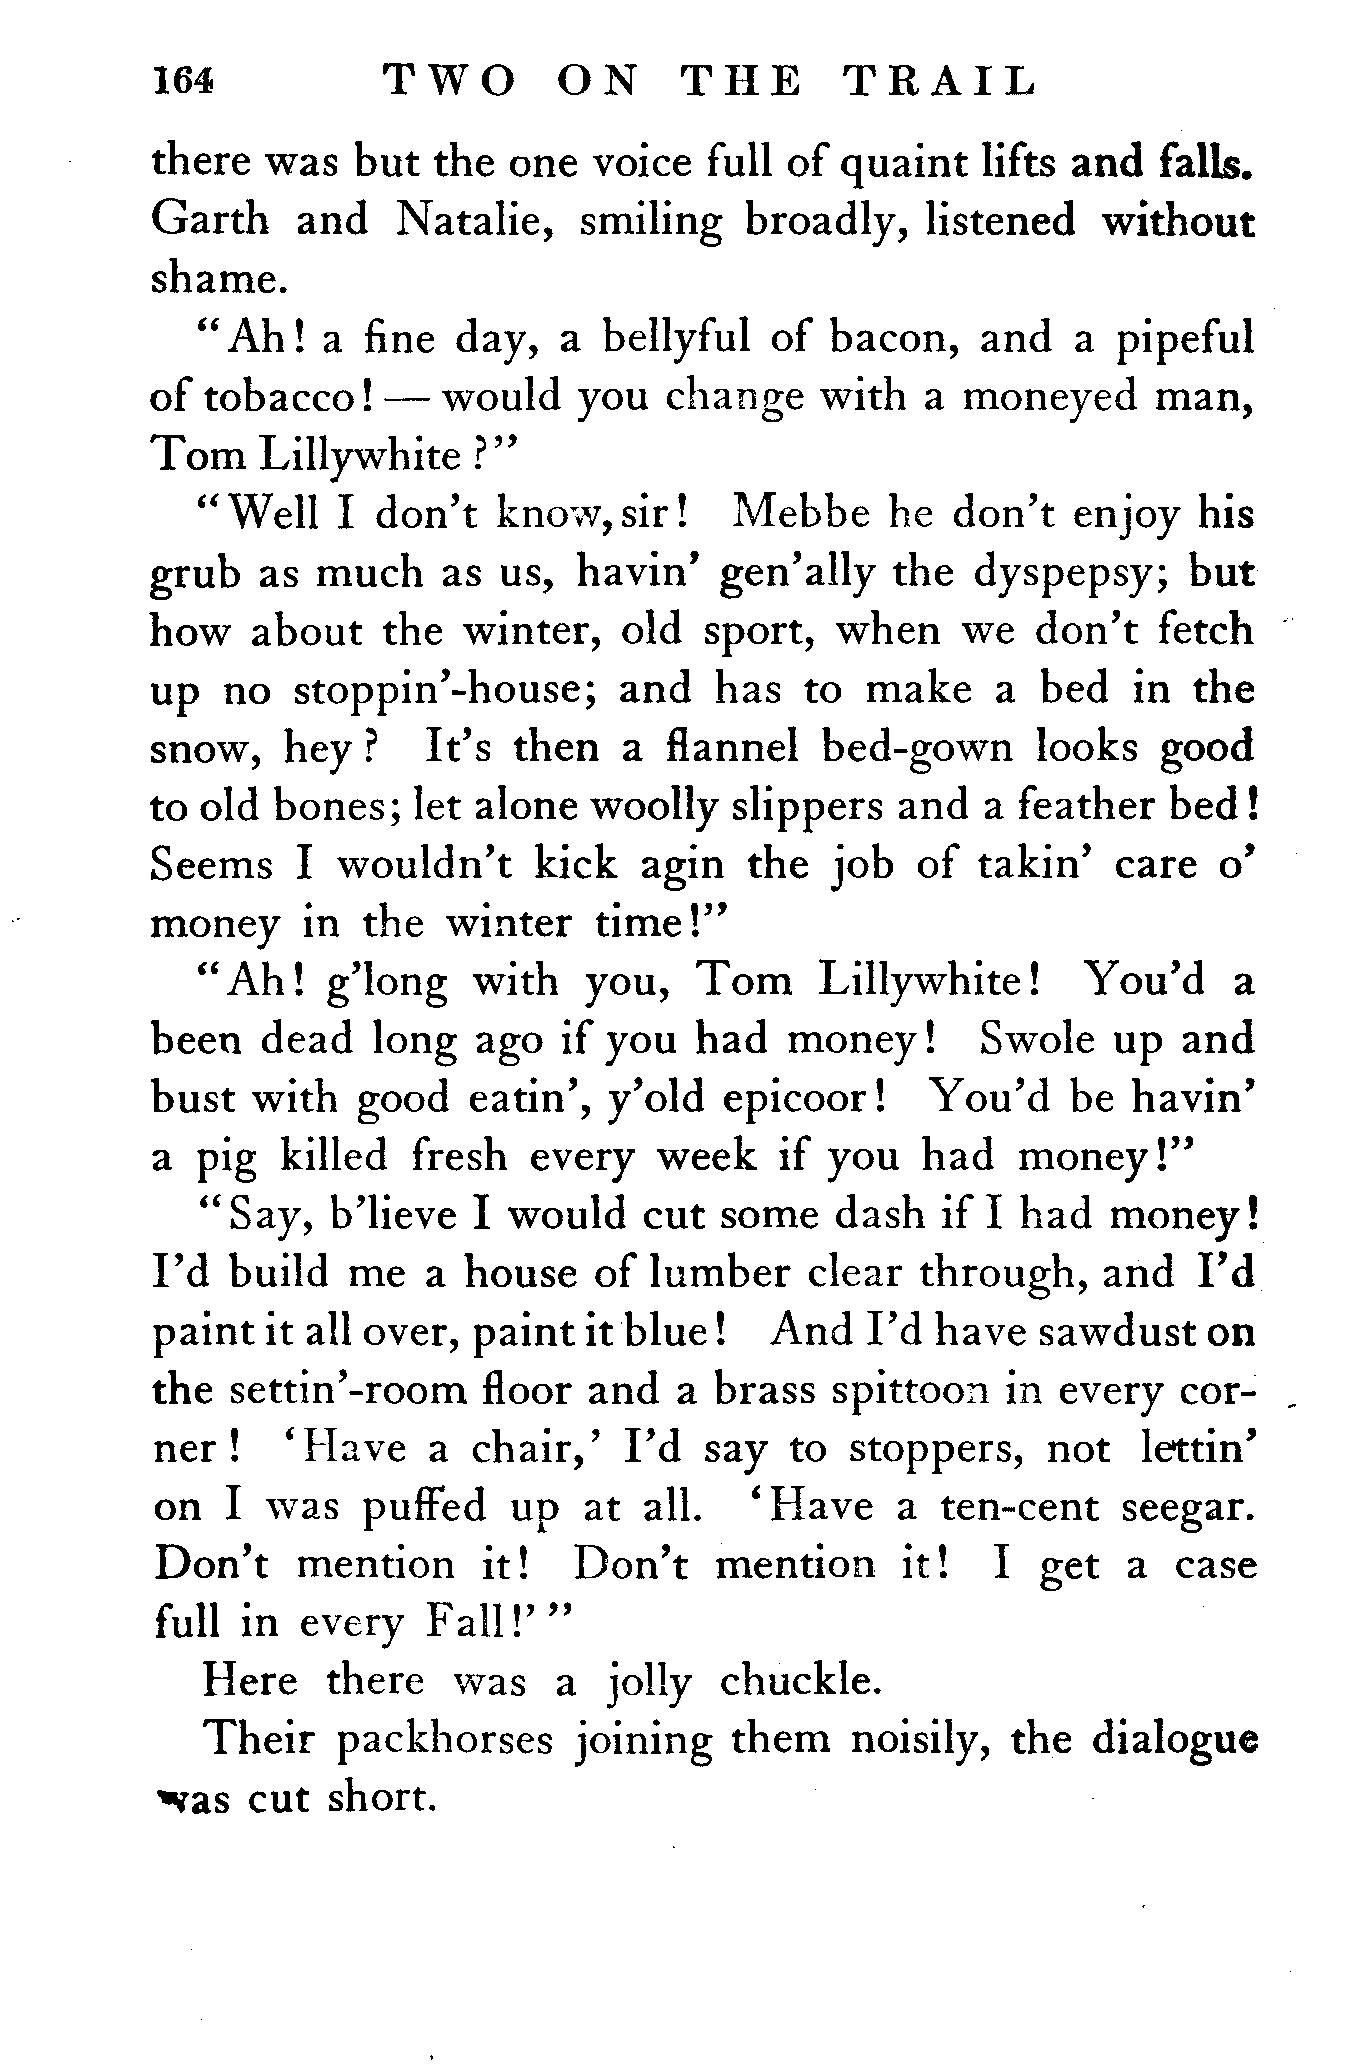 164 TWO ON THE TRAIL
there was but the one voice full of quaint lifts and falls.
Garth and Natalie, smiling broadly, listened without
shame.
“Ah! a fine day, a bellyful of bacon, and a pipeful
of tobacco! — would you change with a moneyed man,
Tom Lillywhite?”
“Well I don’t know, sir! Mebbe he don’t enjoy his
grub as much as us, havin’ gen’ally the dyspepsy; but
how about the winter, old sport, when we don’t fetch
up no stoppin’-house; and has to make a bed in the
snow, hey? It’s then a flannel bed-gown looks good
to old bones; let alone woolly slippers and a feather bed!
Seems I wouldn’t kick agin the job of takin’ care o’
money in the winter time!”
“Ah! g’long with you, Tom Lillywhite! You’d a
been dead long ago if you had money! Swole up and
bust with good eatin’, y’old epicoor! You’d be havin’
a pig killed fresh every week if you had money!”
“Say, b’lieve I would cut some dash if I had money!
I’d build me a house of lumber clear through, and I’d
paint it all over, paint it blue! And I’d have sawdust on
the settin’-room floor and a brass spittoon in every cor-
ner! ‘Have a chair,’ I’d say to stoppers, not lettin’
on I was puffed up at all. ‘Have a ten-cent seegar.
Don’t mention it! Don’t mention it! I get a case
full in every Fall!’”
Here there was a jolly chuckle.
Their packhorses joining them noisily, the dialogue
was cut short.